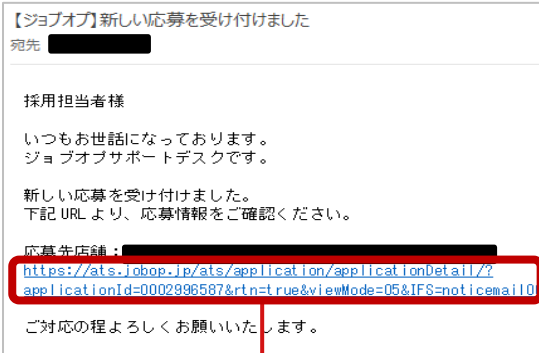 【ジョブオプ】新しい応募を受け付けました
宛先
採用担当者様
いつもお世話になっております。
ジョブオプサポートデスクです。
新しい応募を受け付けました。
下記 URL より、応募情報をご確認ください。
応募先店舗：
https://ats.jobop.jp/ats/application/applicationDetail/?
applicationId=0002996587&rtn=true&viewMode=05&IFS=noticemail0
ご対応の程よろしくお願いいたします。